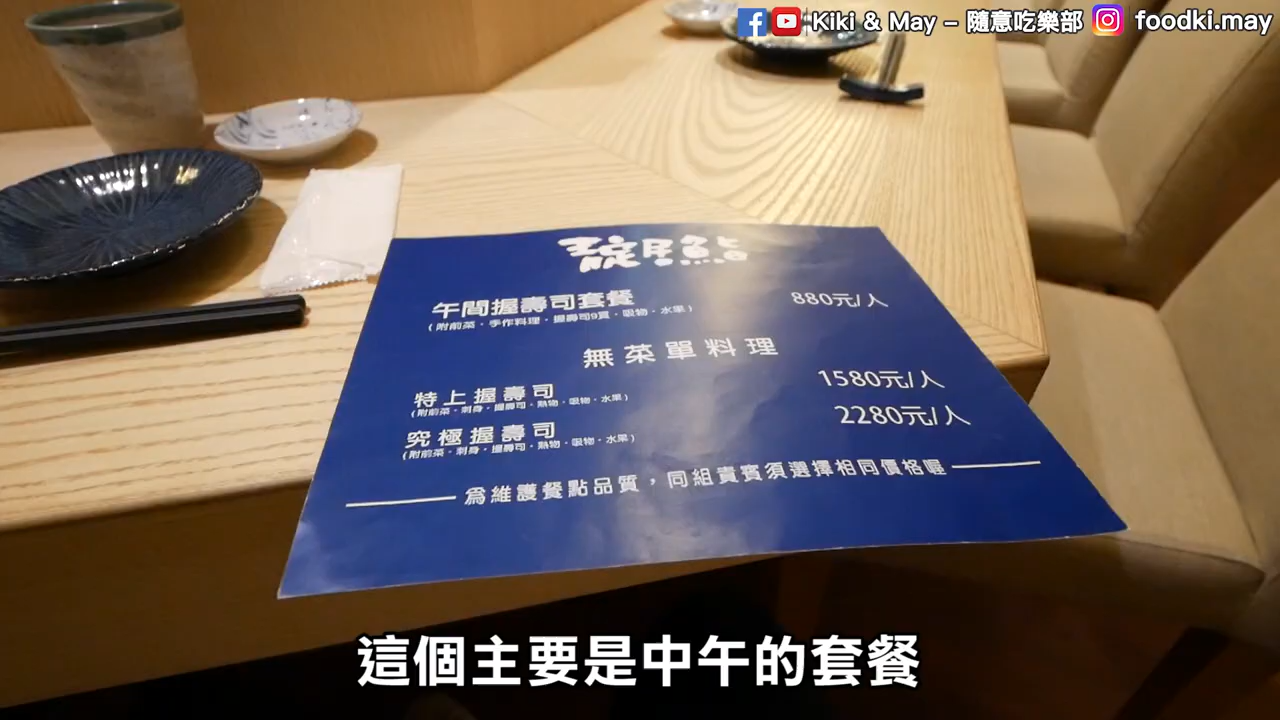 Kiki & May – 隨意吃樂部 foodki.may
午間握壽司套餐 880元/人
(附前菜・手作料理・握壽司9貫・吸物・水果)
無菜單料理
特上握壽司 1580元/人
(附前菜・刺身・握壽司・熱物・吸物・水果)
究極握壽司 2280元/人
(附前菜・刺身・握壽司・熱物・吸物・水果)
為維護餐點品質，同組貴賓須選擇相同價格喔
這個主要是中午的套餐